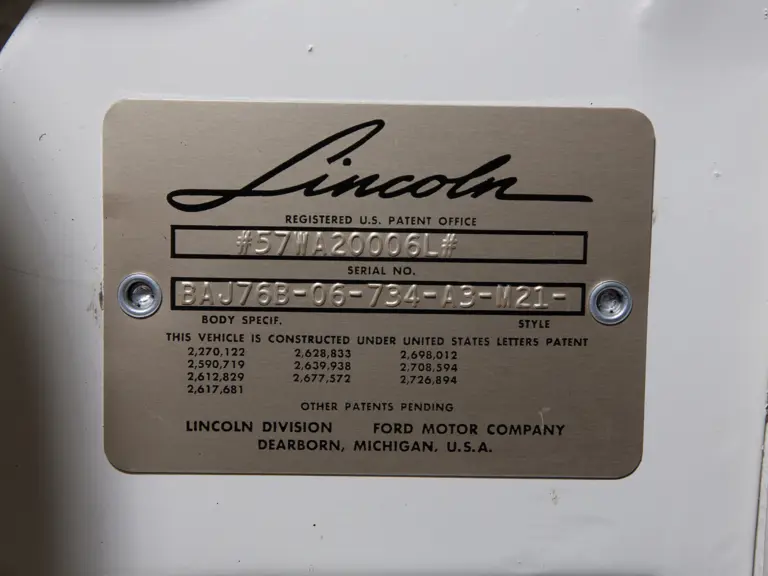 Lincoln
REGISTERED U.S. PATENT OFFICE
#57WA20006L#
SERIAL NO.
BAJ76B-06-734-A3-M21-
BODY SPECIF. STYLE
THIS VEHICLE IS CONSTRUCTED UNDER UNITED STATES LETTERS PATENT
2,270,122 2,628,833 2,698,012
2,590,719 2,639,938 2,708,594
2,612,829 2,677,572 2,726,894
2,617,681
OTHER PATENTS PENDING
LINCOLN DIVISION FORD MOTOR COMPANY
DEARBORN, MICHIGAN, U.S.A.